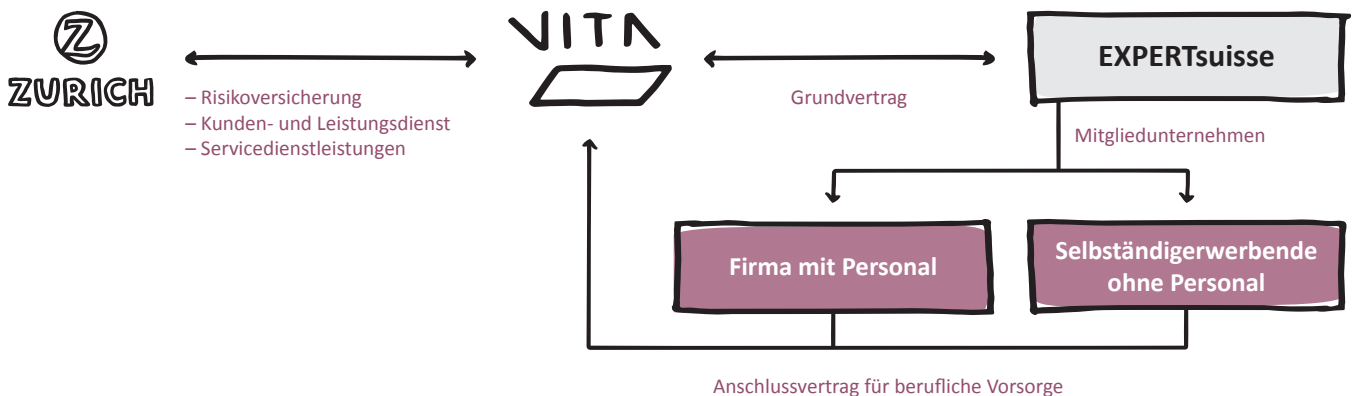 Z
ZURICH
– Risikoversicherung
– Kunden- und Leistungsdienst
– Servicedienstleistungen
VITA
Grundvertrag
EXPERTsuisse
Mitgliedunternehmen
Firma mit Personal
Selbständigerwerbende
ohne Personal
Anschlussvertrag für berufliche Vorsorge